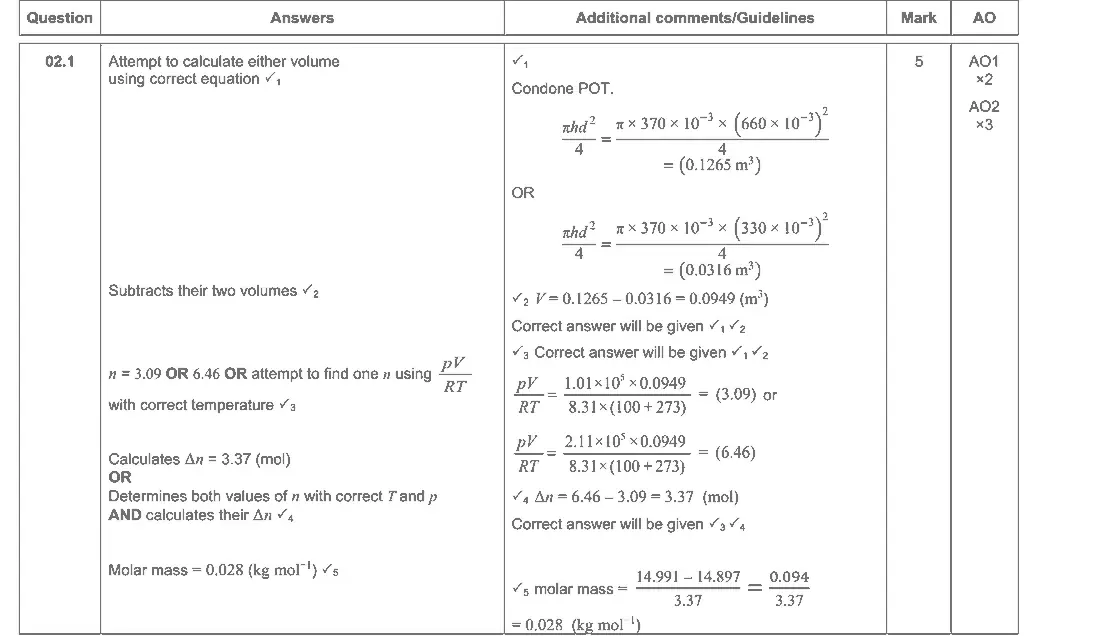 Question Answers Additional comments/Guidelines Mark AO
02.1 Attempt to calculate either volume using correct equation ✓1
✓1
Condone POT.
πhd²/4 = π × 370 × 10⁻³ × (660 × 10⁻³)²/4
= (0.1265 m³)
OR
πhd²/4 = π × 370 × 10⁻³ × (330 × 10⁻³)²/4
= (0.0316 m³)
5
AO1
×2
AO2
×3
Subtracts their two volumes ✓2
✓2 V = 0.1265 – 0.0316 = 0.0949 (m³)
Correct answer will be given ✓1 ✓2
✓3 Correct answer will be given ✓1 ✓2
n = 3.09 OR 6.46 OR attempt to find one n using pV/RT
with correct temperature ✓3
pV/RT = 1.01×10⁵ ×0.0949/8.31×(100+273) = (3.09) or
pV/RT = 2.11×10⁵ ×0.0949/8.31×(100+273) = (6.46)
Calculates Δn = 3.37 (mol)
OR
Determines both values of n with correct T and p
AND calculates their Δn ✓4
✓4 Δn = 6.46 – 3.09 = 3.37 (mol)
Correct answer will be given ✓3 ✓4
Molar mass = 0.028 (kg mol⁻¹) ✓5
✓5 molar mass = 14.991 – 14.897/3.37 = 0.094/3.37
= 0.028 (kg mol⁻¹)